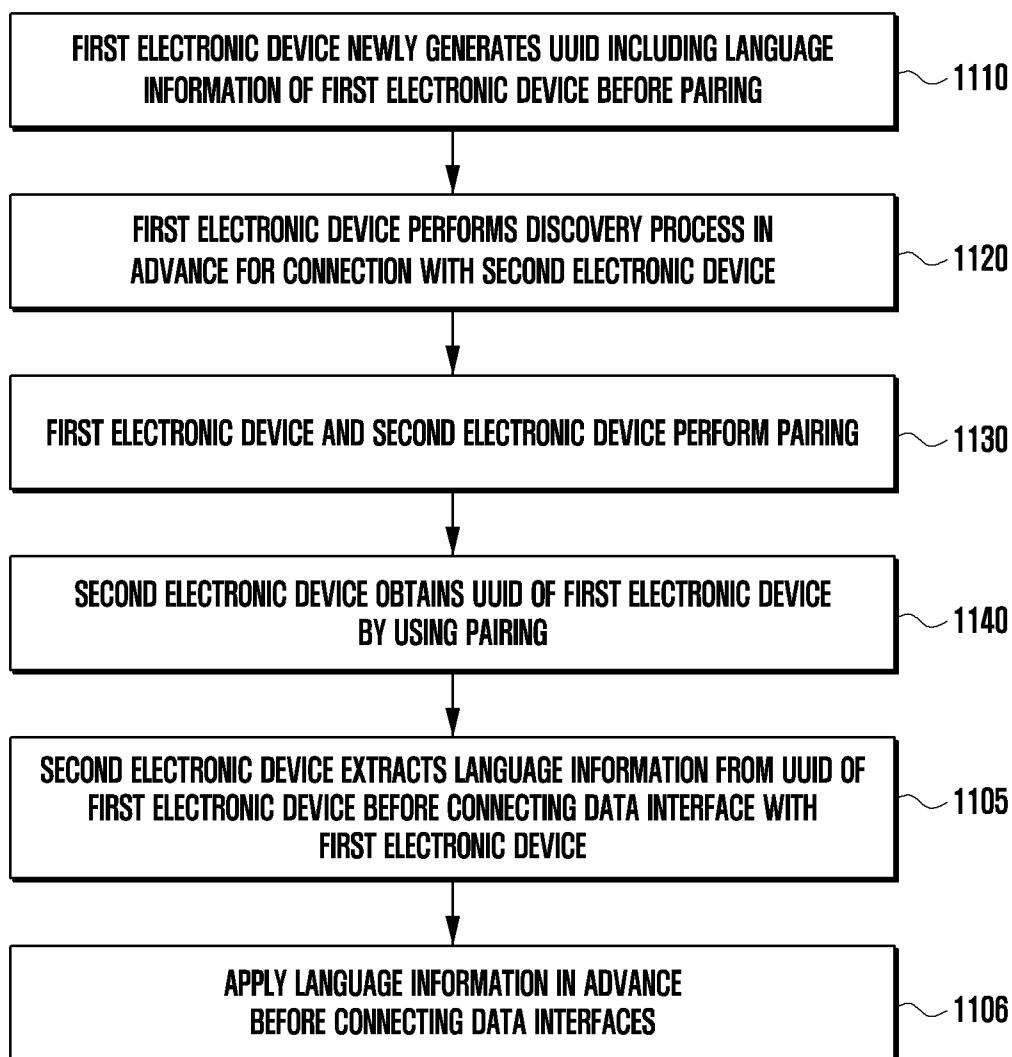 FIRST ELECTRONIC DEVICE NEWLY GENERATES UUID INCLUDING LANGUAGE
INFORMATION OF FIRST ELECTRONIC DEVICE BEFORE PAIRING
1110
FIRST ELECTRONIC DEVICE PERFORMS DISCOVERY PROCESS IN
ADVANCE FOR CONNECTION WITH SECOND ELECTRONIC DEVICE
1120
FIRST ELECTRONIC DEVICE AND SECOND ELECTRONIC DEVICE PERFORM PAIRING
1130
SECOND ELECTRONIC DEVICE OBTAINS UUID OF FIRST ELECTRONIC DEVICE
BY USING PAIRING
1140
SECOND ELECTRONIC DEVICE EXTRACTS LANGUAGE INFORMATION FROM UUID OF
FIRST ELECTRONIC DEVICE BEFORE CONNECTING DATA INTERFACE WITH
FIRST ELECTRONIC DEVICE
1105
APPLY LANGUAGE INFORMATION IN ADVANCE
BEFORE CONNECTING DATA INTERFACES
1106